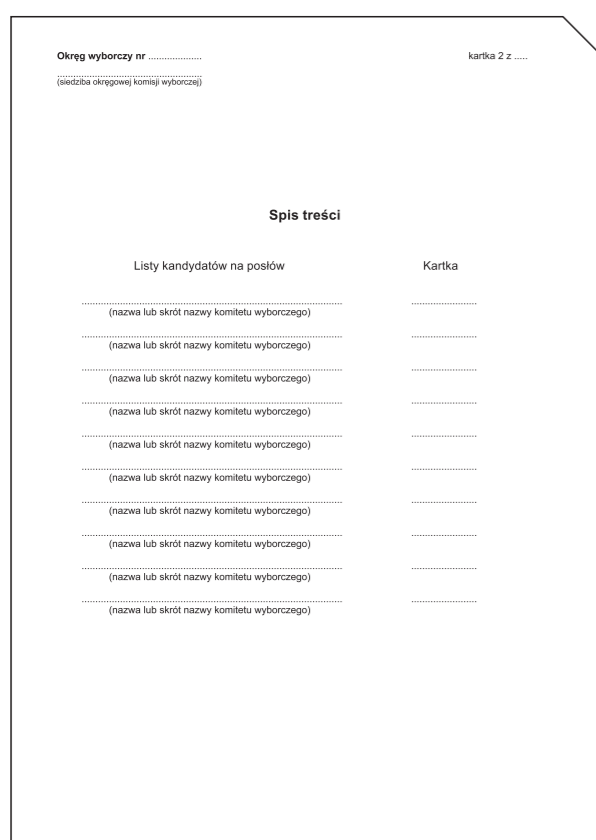 Okręg wyborczy nr .................... kartka 2 z .....
......................................................
(siedziba okręgowej komisji wyborczej)
Spis treści
Listy kandydatów na posłów Kartka
................................................................................ ........................
(nazwa lub skrót nazwy komitetu wyborczego)
................................................................................ ........................
(nazwa lub skrót nazwy komitetu wyborczego)
................................................................................ ........................
(nazwa lub skrót nazwy komitetu wyborczego)
................................................................................ ........................
(nazwa lub skrót nazwy komitetu wyborczego)
................................................................................ ........................
(nazwa lub skrót nazwy komitetu wyborczego)
................................................................................ ........................
(nazwa lub skrót nazwy komitetu wyborczego)
................................................................................ ........................
(nazwa lub skrót nazwy komitetu wyborczego)
................................................................................ ........................
(nazwa lub skrót nazwy komitetu wyborczego)
................................................................................ ........................
(nazwa lub skrót nazwy komitetu wyborczego)
................................................................................ ........................
(nazwa lub skrót nazwy komitetu wyborczego)